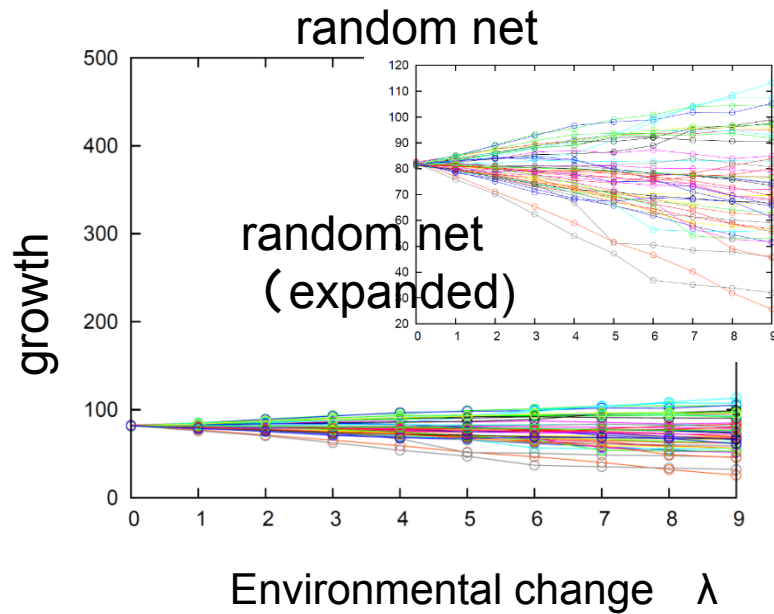 random net
500
400
300
200
100
0
growth
0 1 2 3 4 5 6 7 8 9
Environmental change λ
random net
（expanded)
120
110
100
90
80
70
60
50
40
30
20
0 1 2 3 4 5 6 7 8 9